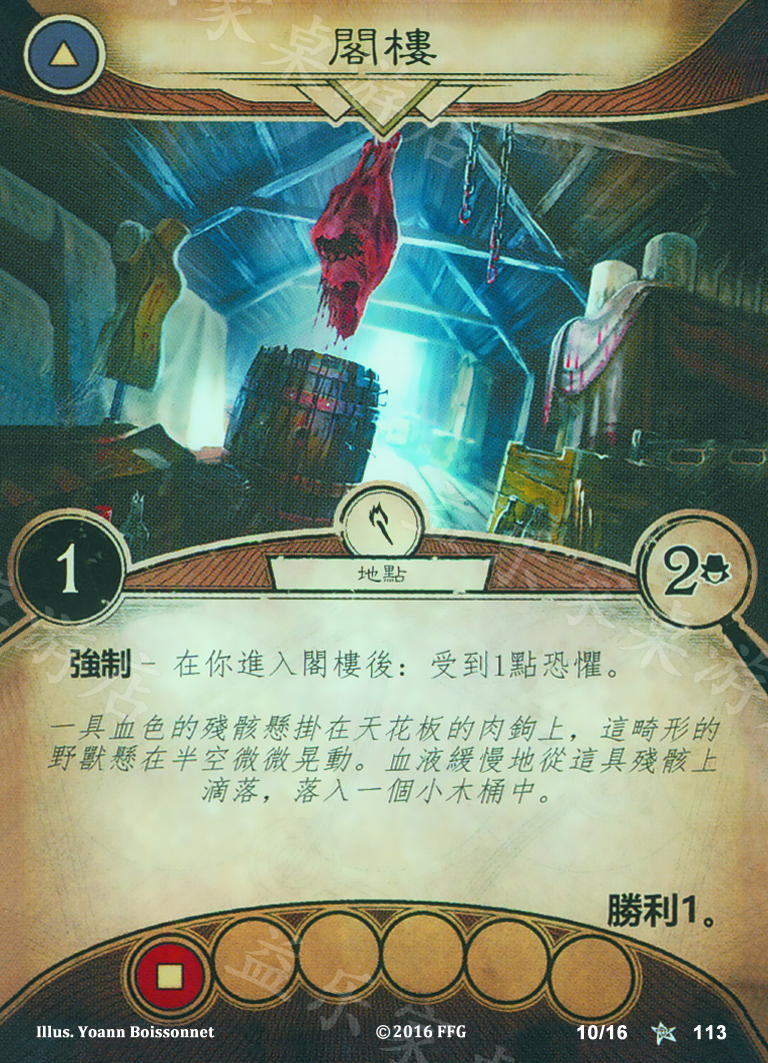 閣樓
1
地點
2
強制 - 在你進入閣樓後：受到1點恐懼。
一具血色的殘骸懸掛在天花板的肉鉤上，這畸形的
野獸懸在半空微微晃動。血液緩慢地從這具殘骸上
滴落，落入一個小木桶中。
勝利1。
Illus. Yoann Boissonnet
©2016 FFG
10/16
113